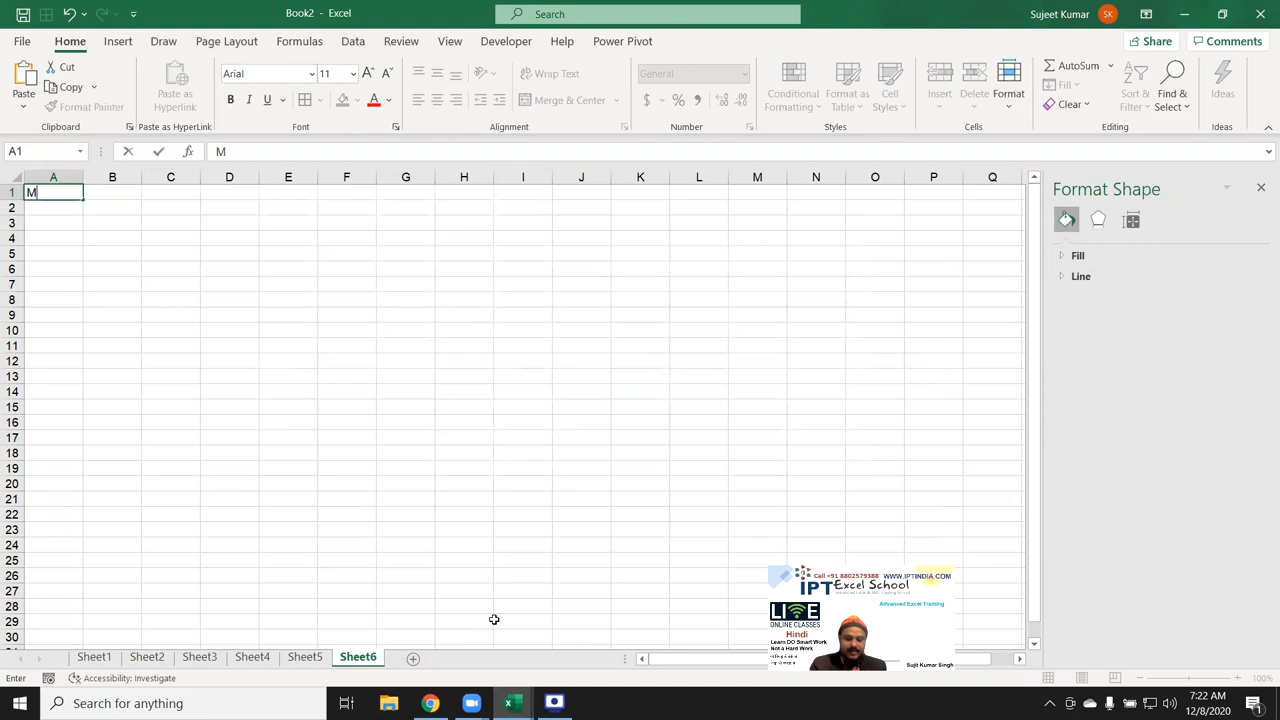 Book2 - Excel
Search
Sujeet Kumar
SK
File Home Insert Draw Page Layout Formulas Data Review View Developer Help Power Pivot
Share
Comments
Paste
Cut
Copy
Format Painter
Clipboard
Paste as Hyperlink
Paste as HyperLink
Arial
11
B I U
Font
Wrap Text
Merge & Center
Alignment
General
$ % ,
Number
Conditional Formatting
Format as Table
Cell Styles
Styles
Insert
Delete
Format
Cells
AutoSum
Fill
Clear
Sort & Filter
Find & Select
Editing
Ideas
Ideas
A1
fx
M
A B C D E F G H I J K L M N O P Q
1 M
2
3
4
5
6
7
8
9
10
11
12
13
14
15
16
17
18
19
20
21
22
23
24
25
26
27
28
29
30
Format Shape
Fill
Line
Call +91 8802579388 WWW.IPTINDIA.COM
IPT Excel School
Advanced Excel Training
LIVE
ONLINE CLASSES
Hindi
Learn DO Smart Work
Not a Hard Work
Sujit Kumar Singh
Sheet3 Sheet4 Sheet5 Sheet6
Enter
Accessibility: Investigate
100%
Search for anything
7:22 AM
12/8/2020